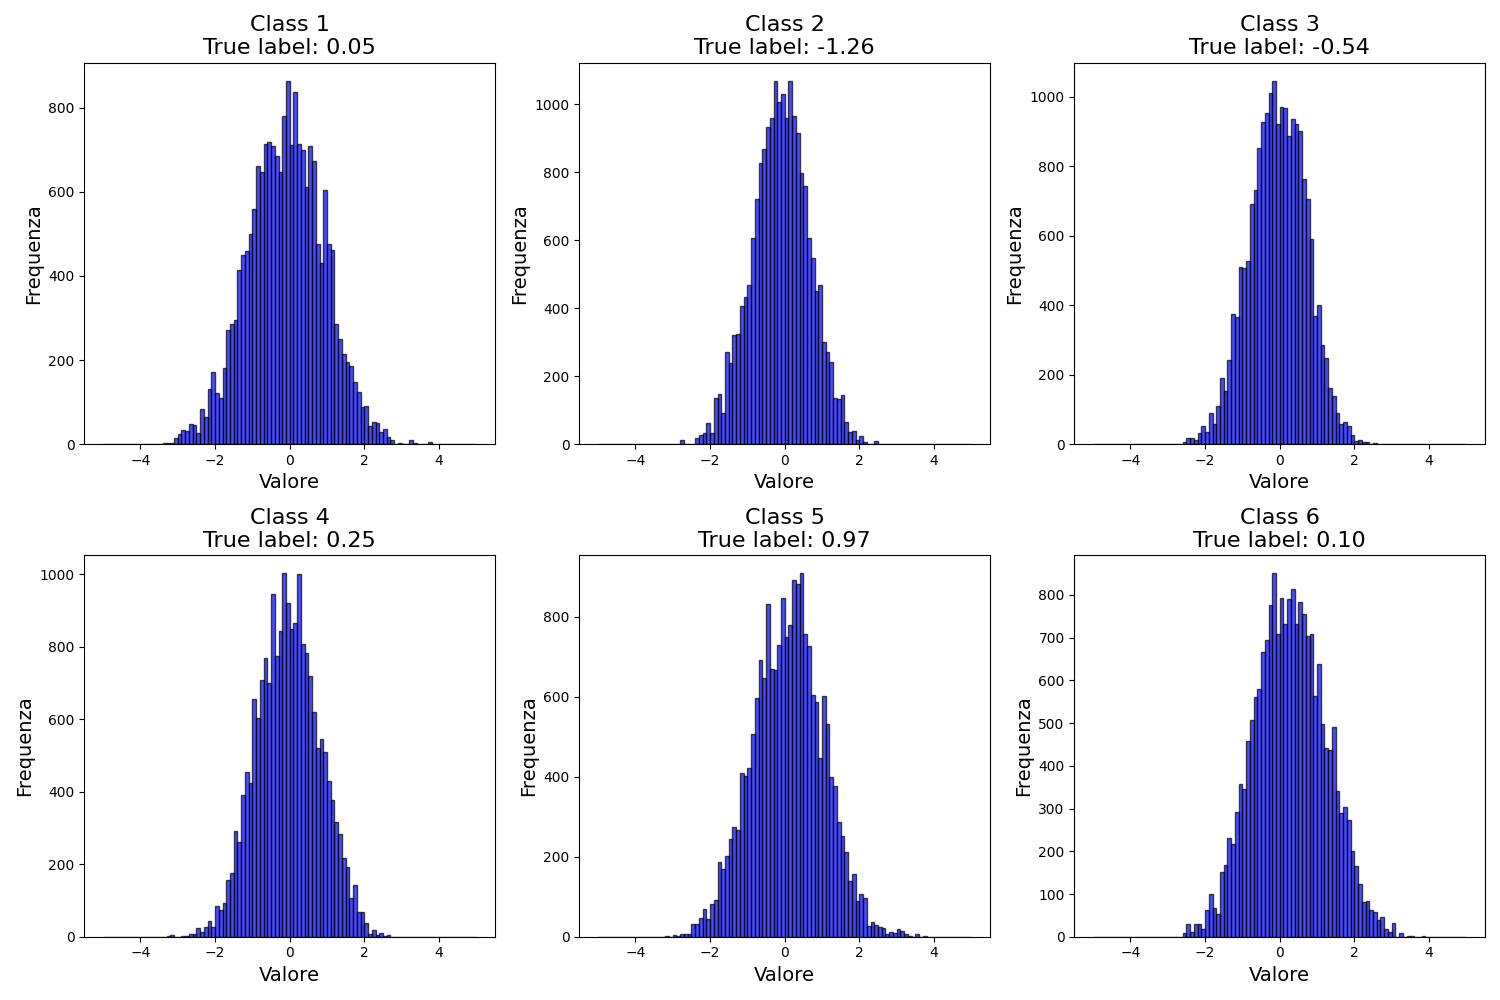 Class 1
True label: 0.05
Class 2
True label: -1.26
Class 3
True label: -0.54
Frequenza
800
600
400
200
0
−4 −2 0 2 4
Valore
Frequenza
1000
800
600
400
200
0
−4 −2 0 2 4
Valore
Frequenza
1000
800
600
400
200
0
−4 −2 0 2 4
Valore
Class 4
True label: 0.25
Class 5
True label: 0.97
Class 6
True label: 0.10
Frequenza
1000
800
600
400
200
0
−4 −2 0 2 4
Valore
Frequenza
800
600
400
200
0
−4 −2 0 2 4
Valore
Frequenza
800
700
600
500
400
300
200
100
0
−4 −2 0 2 4
Valore